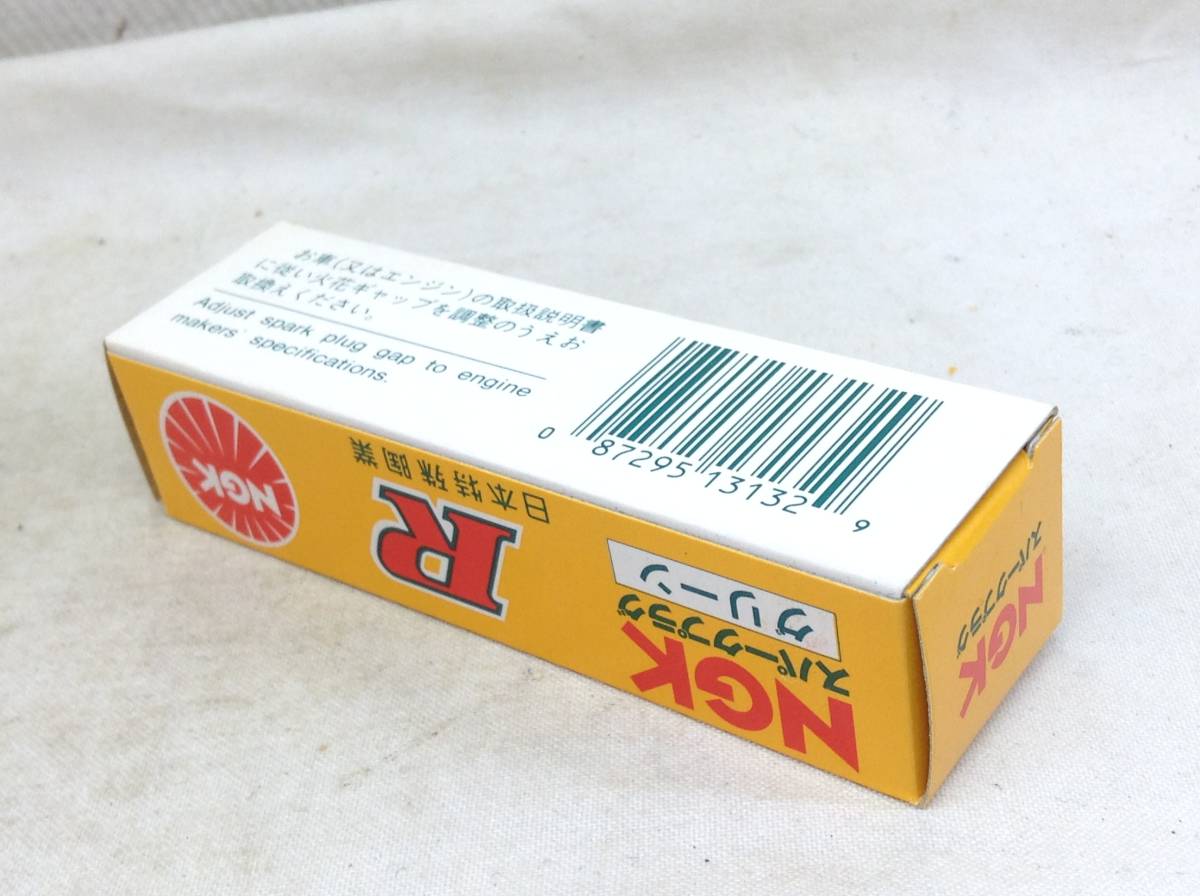 お車(又はエンジン)の取扱説明書
に従い火花ギャップを調整のうえお
取換えください。
Adjust spark plug gap to engine
makers specifications.
0 87295 13132 9
NGK
日本特殊陶業
R
グリーン
スパークプラグ
NGK
スパークプラグ
NGK